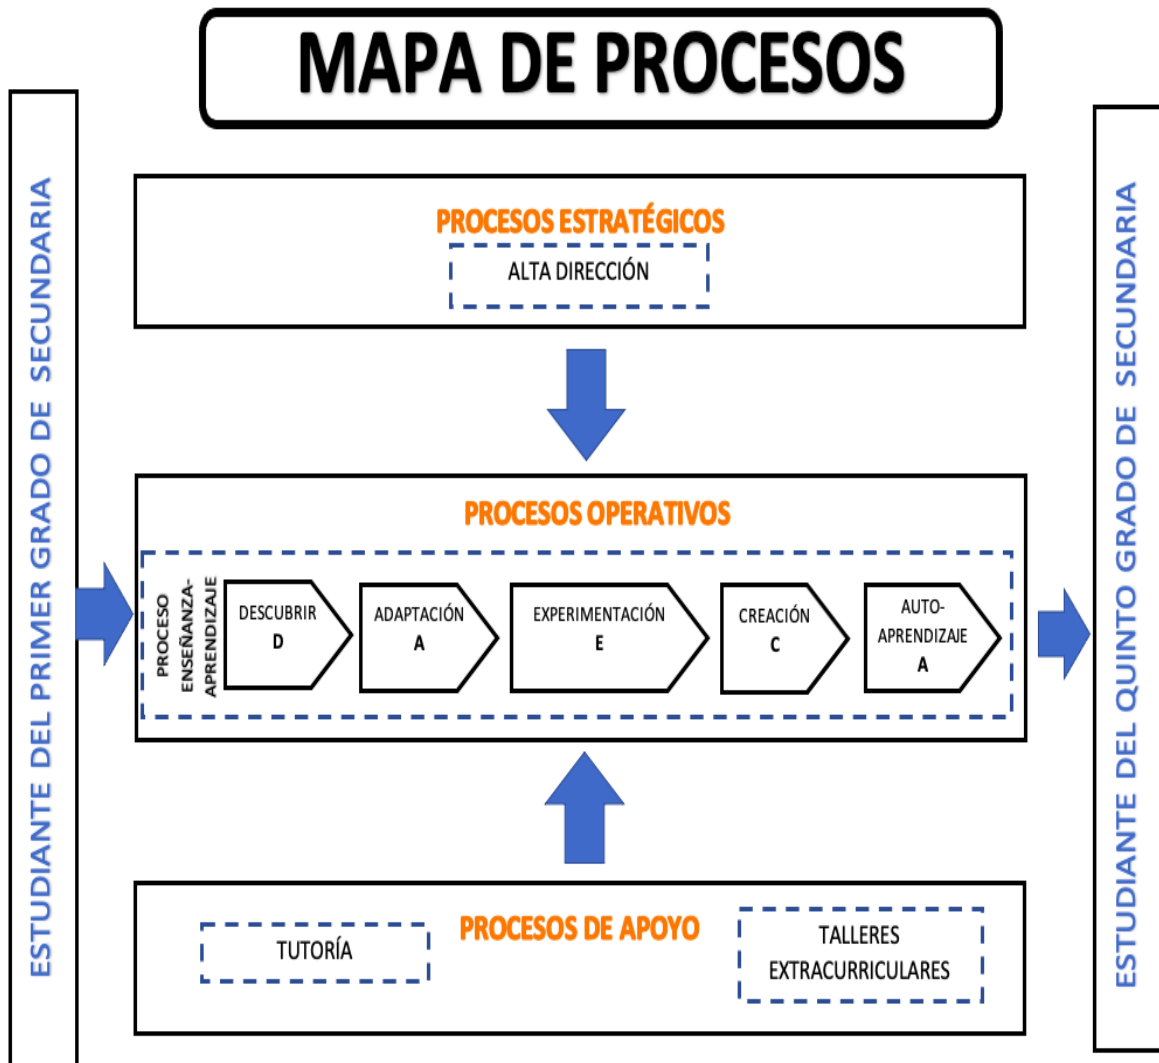 MAPA DE PROCESOS
ESTUDIANTE DEL PRIMER GRADO DE SECUNDARIA
PROCESOS ESTRATÉGICOS
ALTA DIRECCIÓN
PROCESOS OPERATIVOS
PROCESO
ENSEÑANZA-
APRENDIZAJE
DESCUBRIR
D
ADAPTACIÓN
A
EXPERIMENTACIÓN
E
CREACIÓN
C
AUTO-
APRENDIZAJE
A
PROCESOS DE APOYO
TUTORÍA
TALLERES
EXTRACURRICULARES
ESTUDIANTE DEL QUINTO GRADO DE SECUNDARIA